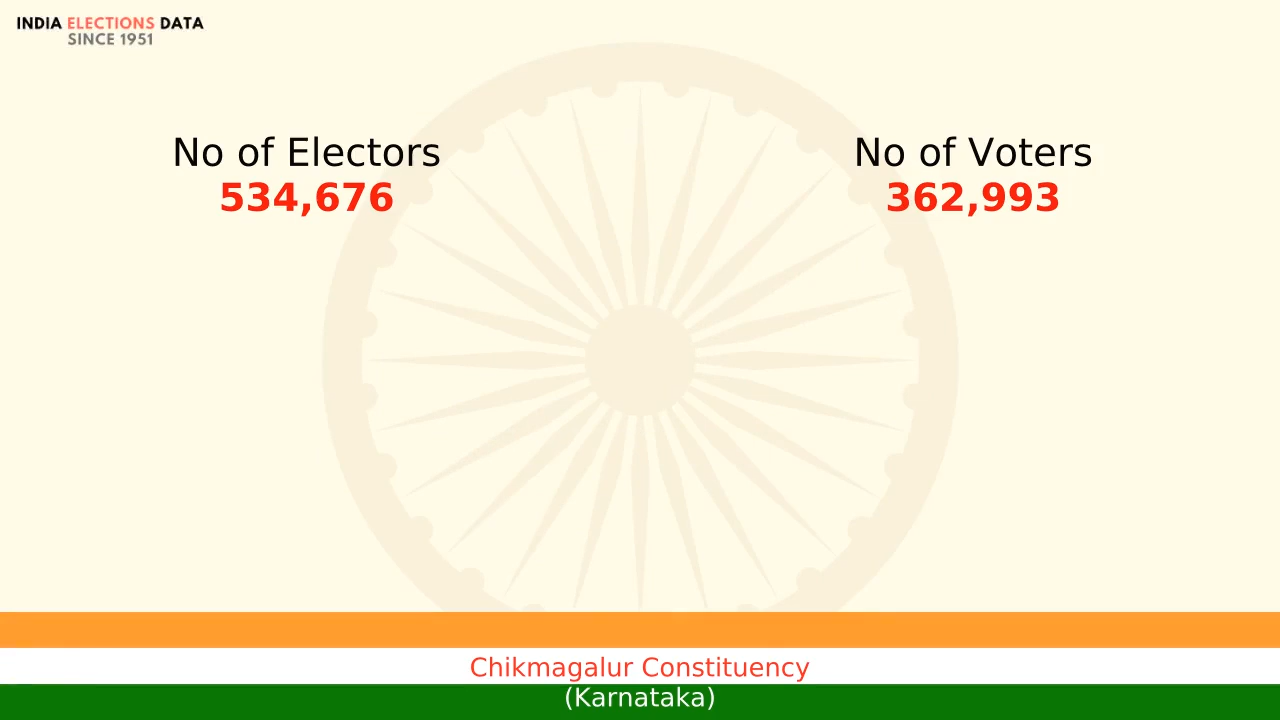 INDIA ELECTIONS DATA
SINCE 1951
No of Electors
534,676
No of Voters
362,993
Chikmagalur Constituency
(Karnataka)